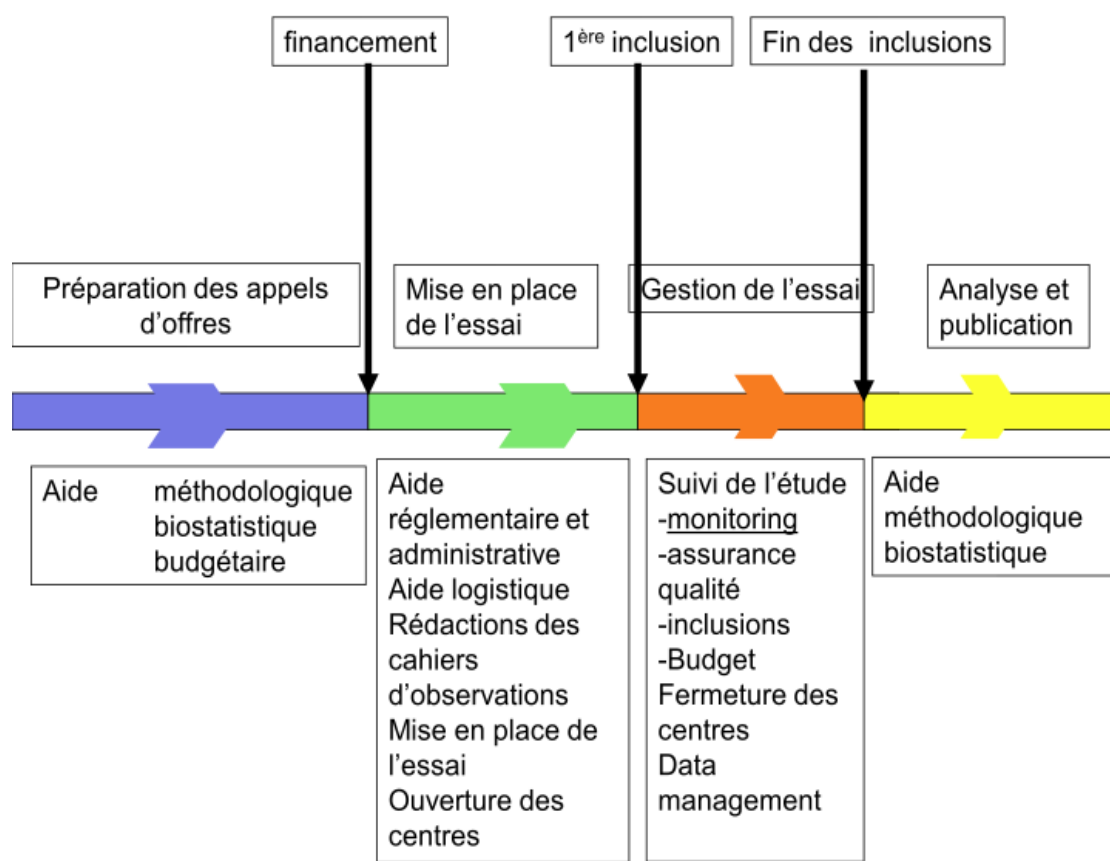 financement
1ère inclusion
Fin des inclusions
Préparation des appels
d’offres
Mise en place
de l’essai
Gestion de l’essai
Analyse et
publication
Aide méthodologique
biostatistique
budgétaire
Aide
réglementaire et
administrative
Aide logistique
Rédactions des
cahiers
d’observations
Mise en place de
l’essai
Ouverture des
centres
Suivi de l’étude
-monitoring
-assurance
qualité
-inclusions
-Budget
Fermeture des
centres
Data
management
Aide
méthodologique
biostatistique